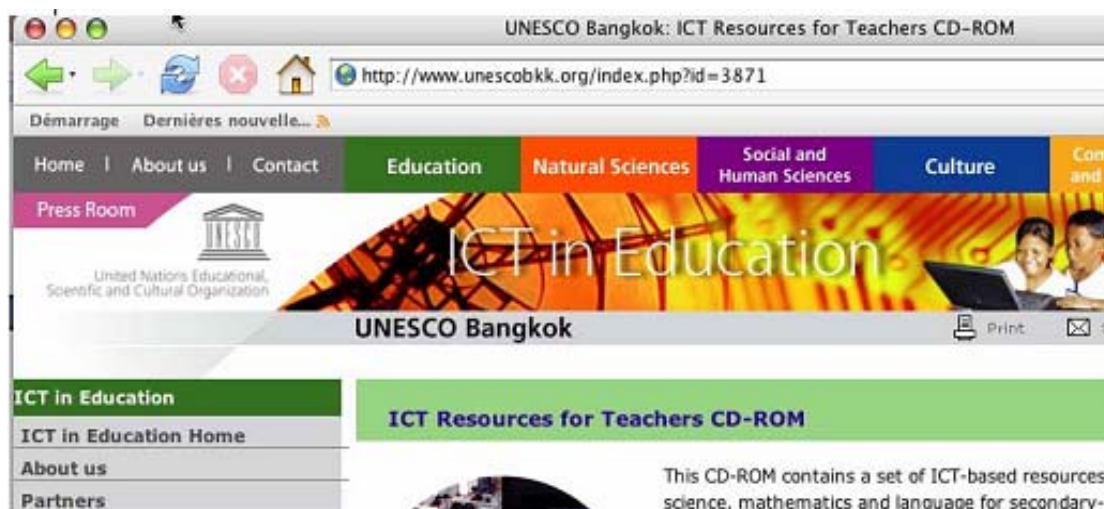 UNESCO Bangkok: ICT Resources for Teachers CD-ROM
http://www.unescobkk.org/index.php?id=3871
Démarrage Dernières nouvelle...
Home | About us | Contact Education Natural Sciences Social and Human Sciences Culture
and
Press Room
UNESCO
United Nations Educational,
Scientific and Cultural Organization
ICT in Education
UNESCO Bangkok
Print
ICT in Education
ICT in Education Home
About us
Partners
ICT Resources for Teachers CD-ROM
This CD-ROM contains a set of ICT-based resources
science, mathematics and language for secondary-